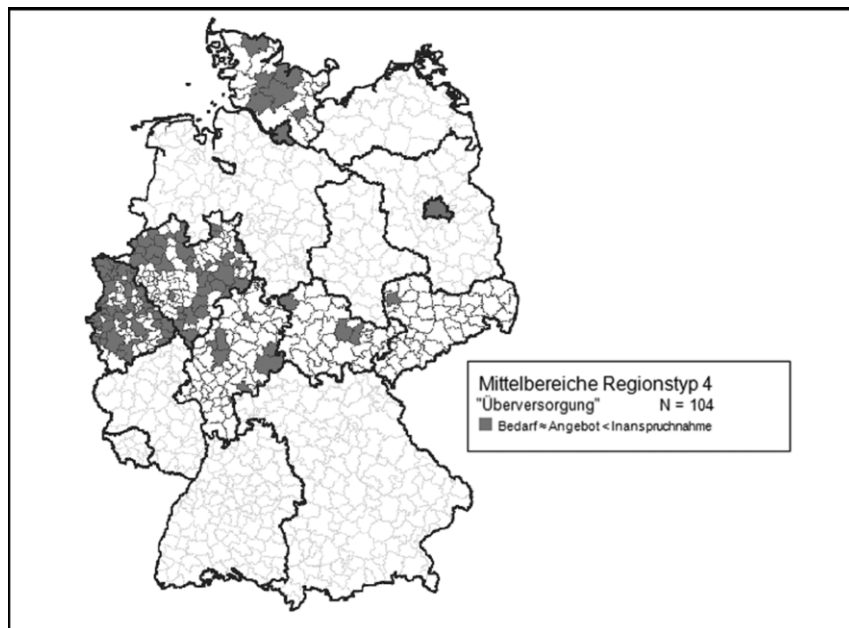 Mittelbereiche Regionstyp 4
"Überversorgung" N = 104
Bedarf ≈ Angebot < Inanspruchnahme